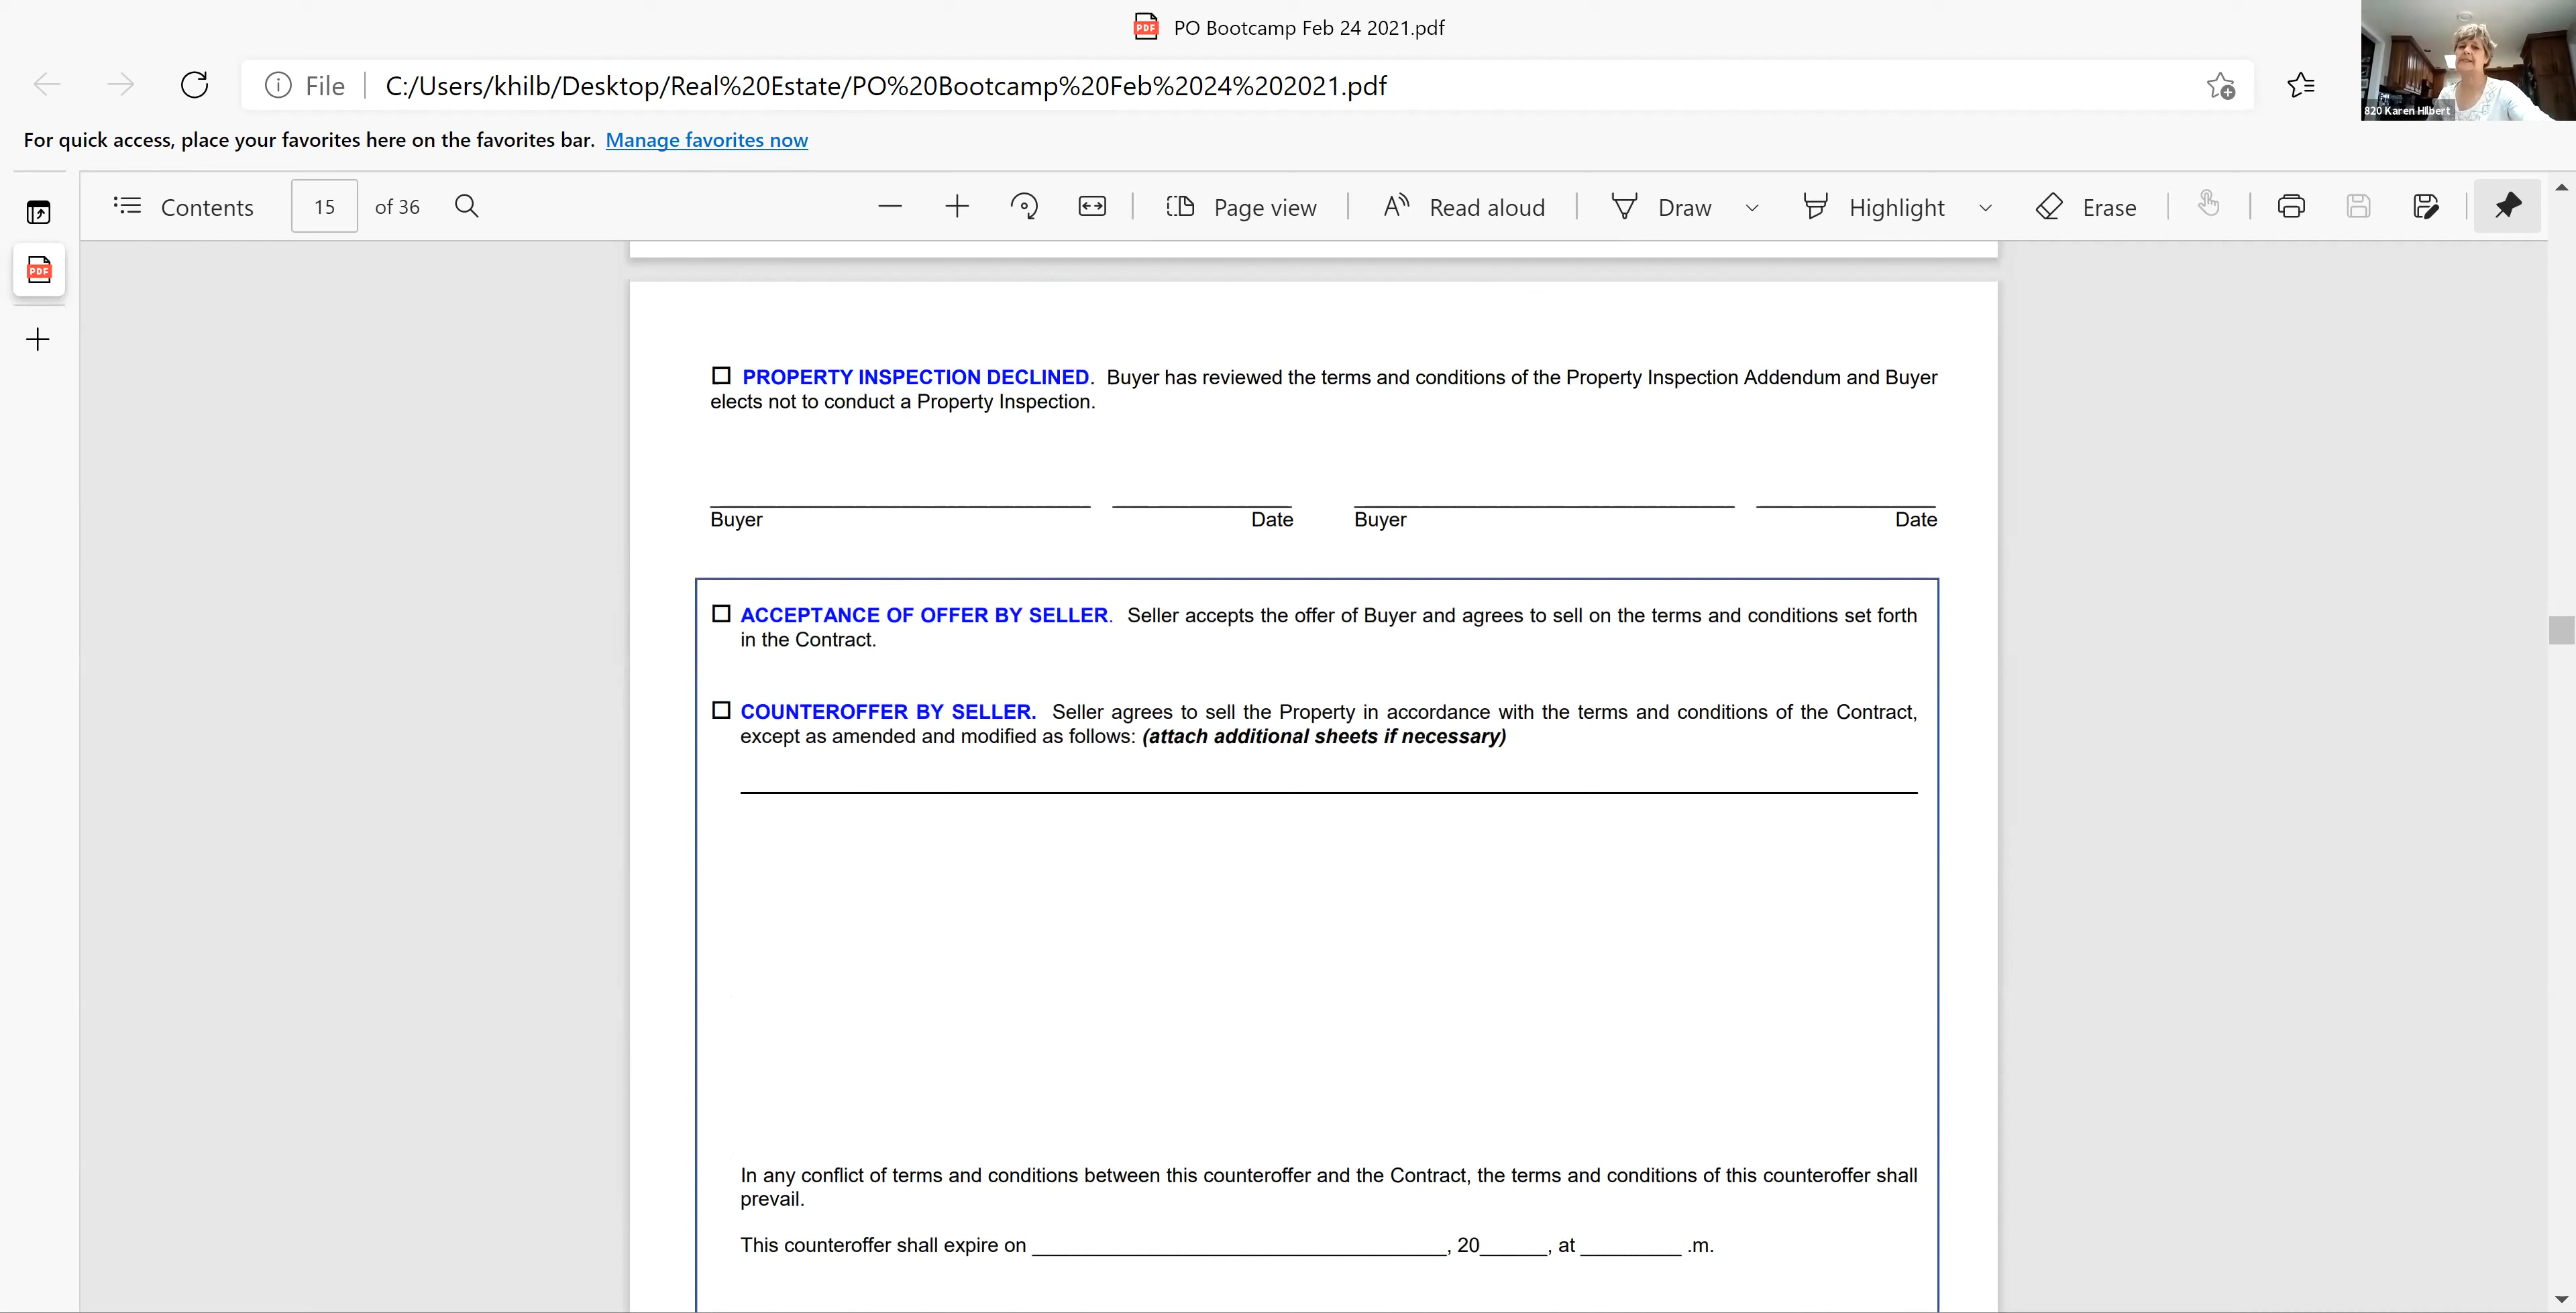 PO Bootcamp Feb 24 2021.pdf
File
C:/Users/khilb/Desktop/Real%20Estate/PO%20Bootcamp%20Feb%2024%202021.pdf
820 Karen Hilbert
For quick access, place your favorites here on the favorites bar. Manage favorites now
Contents 15 of 36 Page view Read aloud Draw Highlight Erase
PDF
PROPERTY INSPECTION DECLINED. Buyer has reviewed the terms and conditions of the Property Inspection Addendum and Buyer
elects not to conduct a Property Inspection.
Buyer Date Buyer Date
ACCEPTANCE OF OFFER BY SELLER. Seller accepts the offer of Buyer and agrees to sell on the terms and conditions set forth
in the Contract.
COUNTEROFFER BY SELLER. Seller agrees to sell the Property in accordance with the terms and conditions of the Contract,
except as amended and modified as follows: (attach additional sheets if necessary)
In any conflict of terms and conditions between this counteroffer and the Contract, the terms and conditions of this counteroffer shall
prevail.
This counteroffer shall expire on ____________________, 20______, at _________ .m.